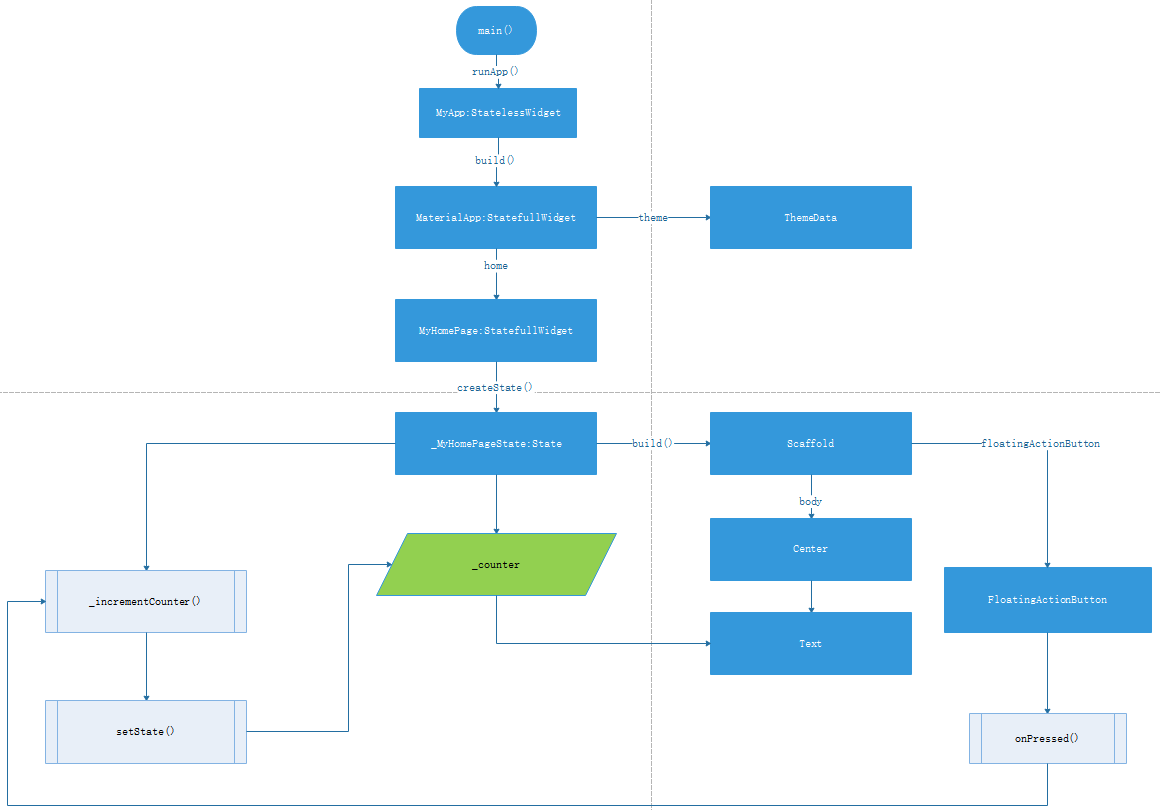 main()
runApp()
MyApp:StatelessWidget
build()
MaterialApp:StatefullWidget
theme
ThemeData
home
MyHomePage:StatefullWidget
createState()
_MyHomePageState:State
build()
Scaffold
floatingActionButton
body
Center
_counter
_incrementCounter()
FloatingActionButton
Text
setState()
onPressed()